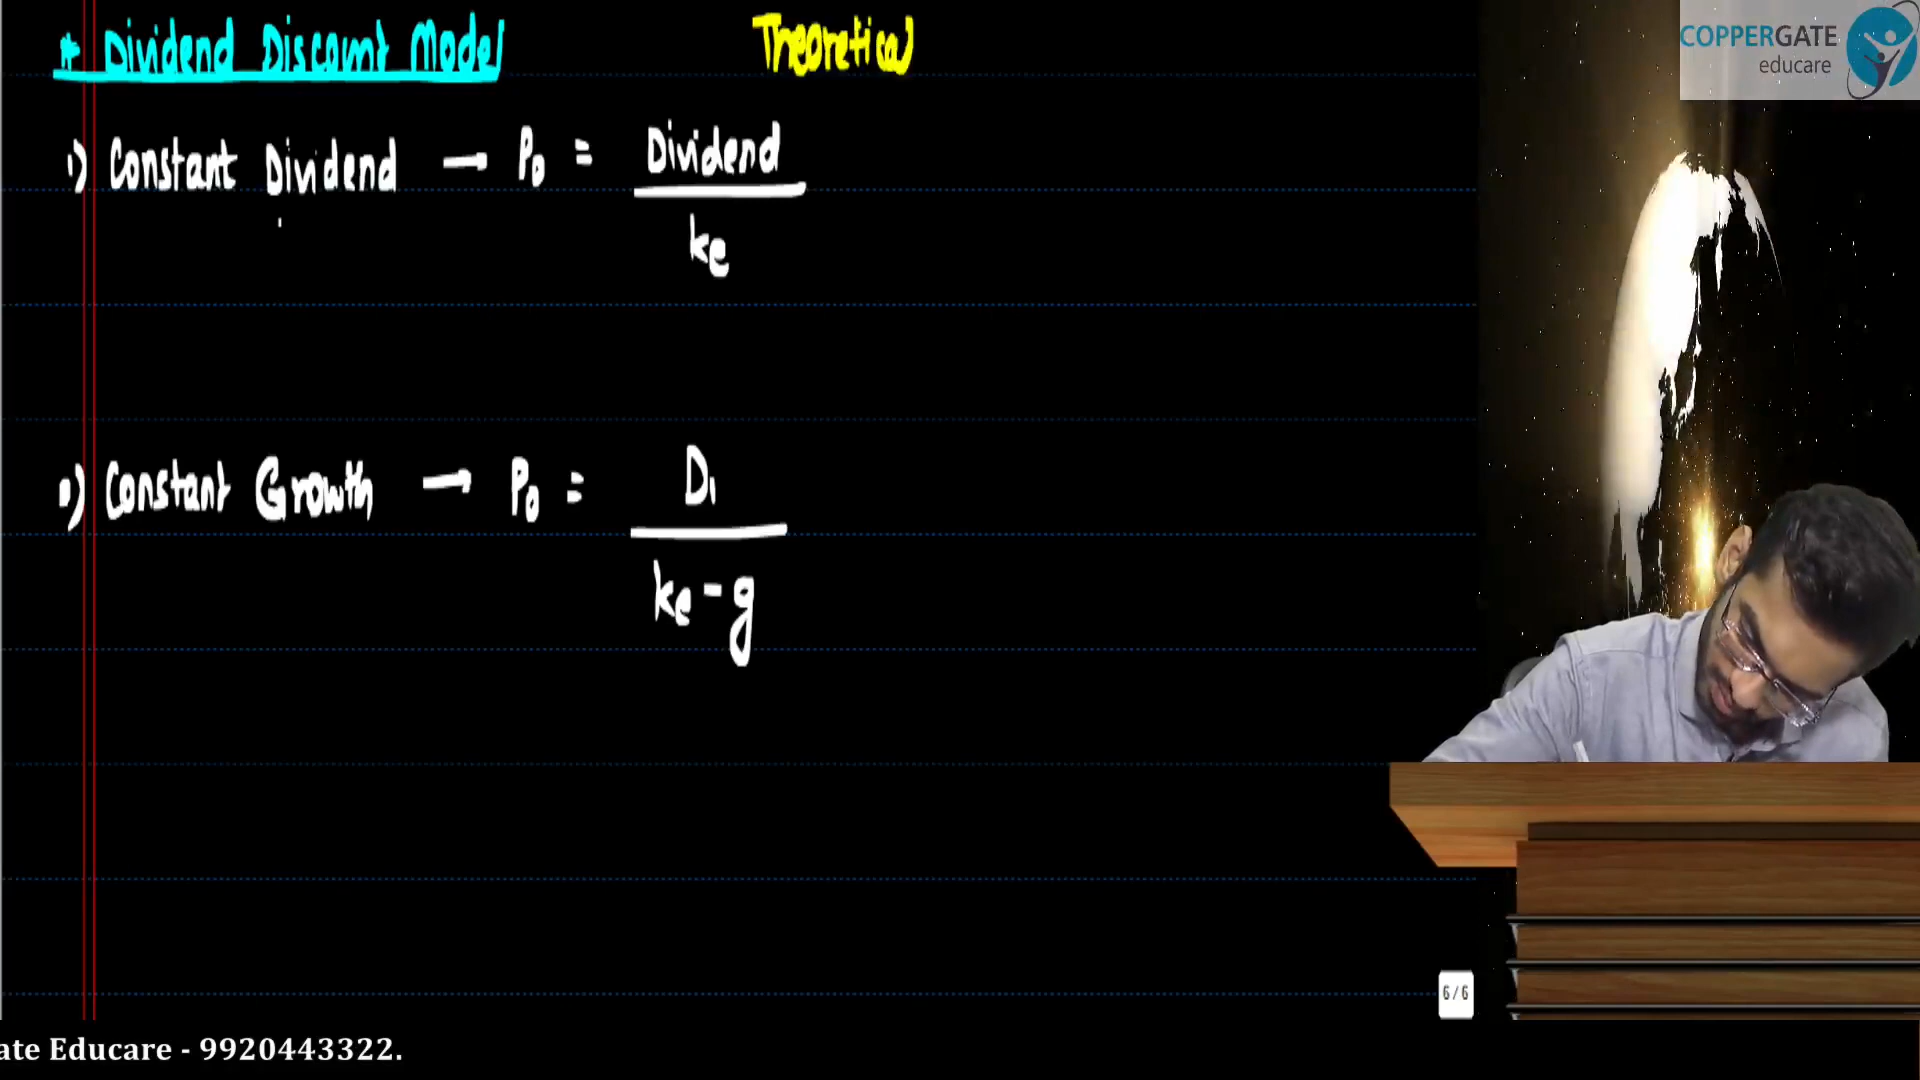 * Dividend Discount Model Theoretical
COPPERGATE
educare
1) Constant Dividend → P₀ = Dividend
ke
2) Constant Growth → P₀ = D₁
ke - g
6/6
ate Educare - 9920443322.